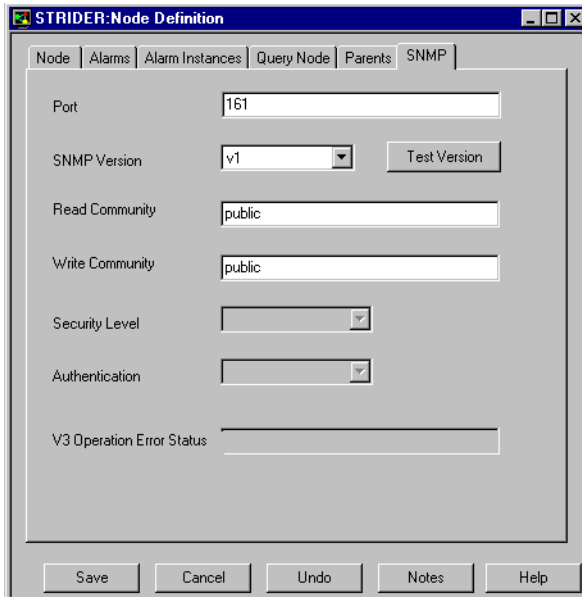 STRIDER:Node Definition
Node Alarms Alarm Instances Query Node Parents SNMP
Port 161
SNMP Version v1 Test Version
Read Community public
Write Community public
Security Level
Authentication
V3 Operation Error Status
Save Cancel Undo Notes Help